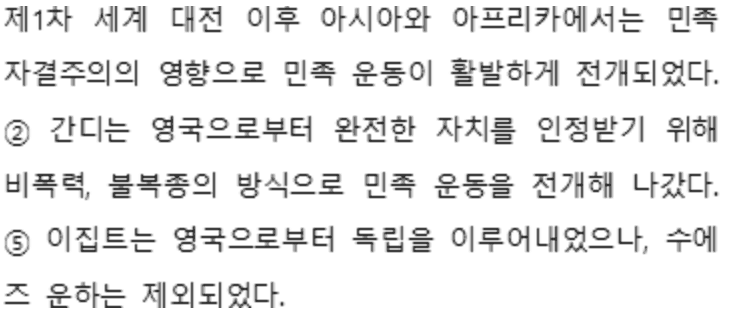 제1차 세계 대전 이후 아시아와 아프리카에서는 민족
자결주의의 영향으로 민족 운동이 활발하게 전개되었다.
② 간디는 영국으로부터 완전한 자치를 인정받기 위해
비폭력, 불복종의 방식으로 민족 운동을 전개해 나갔다.
⑤ 이집트는 영국으로부터 독립을 이루어내었으나, 수에
즈 운하는 제외되었다.